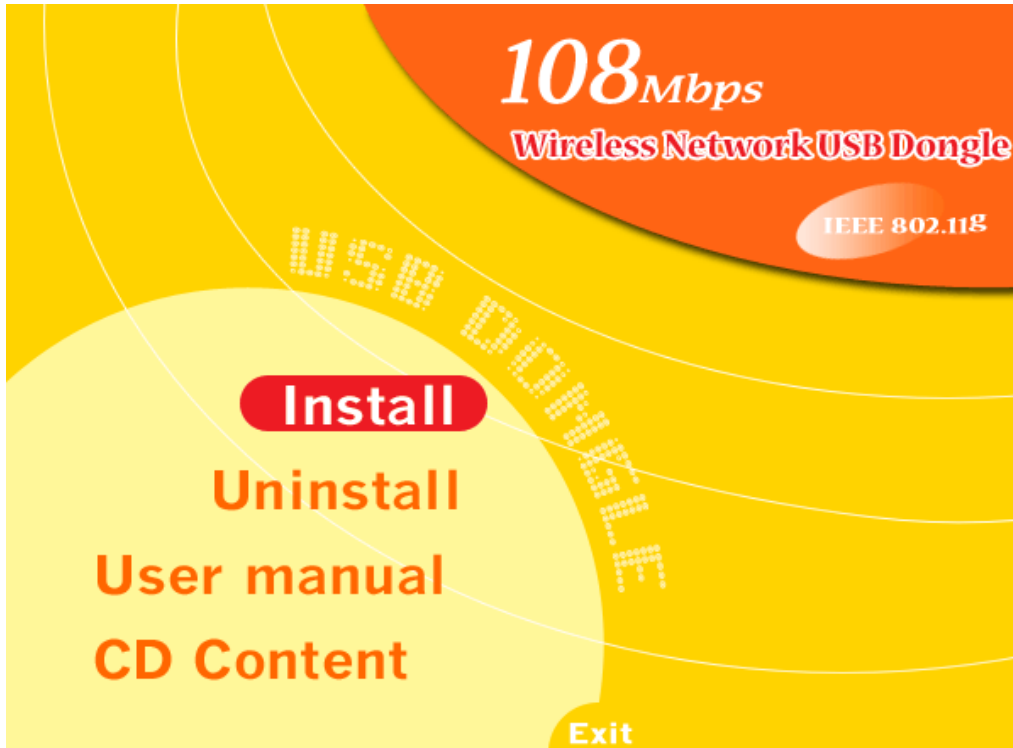 108Mbps
Wireless Network USB Dongle
IEEE 802.11g
USB DONGLE
Install
Uninstall
User manual
CD Content
Exit